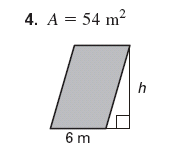 4. A = 54 m²
h
6 m